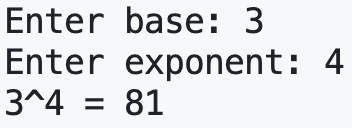 Enter base: 3
Enter exponent: 4
3^4 = 81